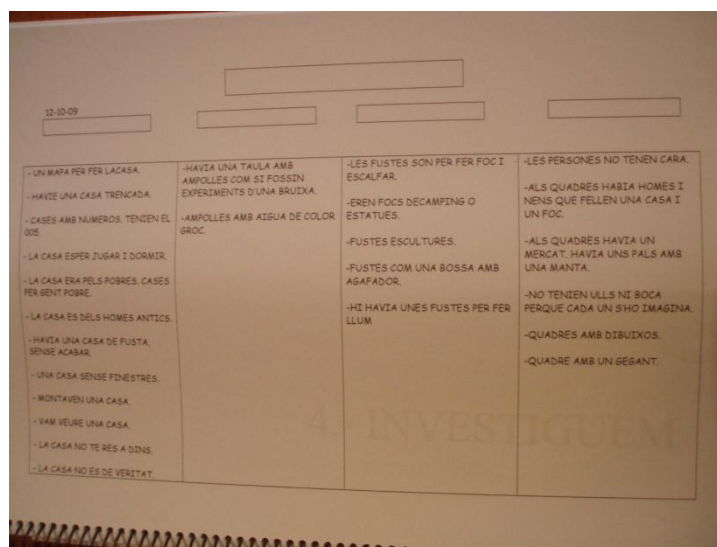 12-10-09
- UN MAPA PER FER LACASA.
- HAVIE UNA CASA TRENCADA.
- CASES AMB NUMEROS. TENIEN EL
005.
- LA CASA ESPER JUGAR I DORMIR.
- LA CASA ERA PELS POBRES. CASES
PER GENT POBRE.
- LA CASA ES DELS HOMES ANTICS.
- HAVIA UNA CASA DE FUSTA,
SENSE ACABAR.
- UNA CASA SENSE FINESTRES.
- MONTAVEN UNA CASA.
- VAM VEURE UNA CASA.
- LA CASA NO TE RES A DINS.
- LA CASA NO ES DE VERITAT.
-HAVIA UNA TAULA AMB
AMPOLLES COM SI FOSSIN
EXPERIMENTS D'UNA BRUIXA.
-AMPOLLES AMB AIGUA DE COLOR
GROC.
-LES FUSTES SON PER FER FOC I
ESCALFAR.
-EREN FOCS DECAMPING O
ESTATUES.
-FUSTES ESCULTURES.
-FUSTES COM UNA BOSSA AMB
AGAFADOR.
-HI HAVIA UNES FUSTES PER FER
LLUM
-LES PERSONES NO TENEN CARA.
-ALS QUADRES HABIA HOMES I
NENS QUE FELLEN UNA CASA I
UN FOC.
-ALS QUADRES HAVIA UN
MERCAT. HAVIA UNS PALS AMB
UNA MANTA.
-NO TENIEN ULLS NI BOCA
PERQUE CADA UN S'HO IMAGINA.
-QUADRES AMB DIBUIXOS.
-QUADRE AMB UN GEGANT.
4.- INVESTIGUEM